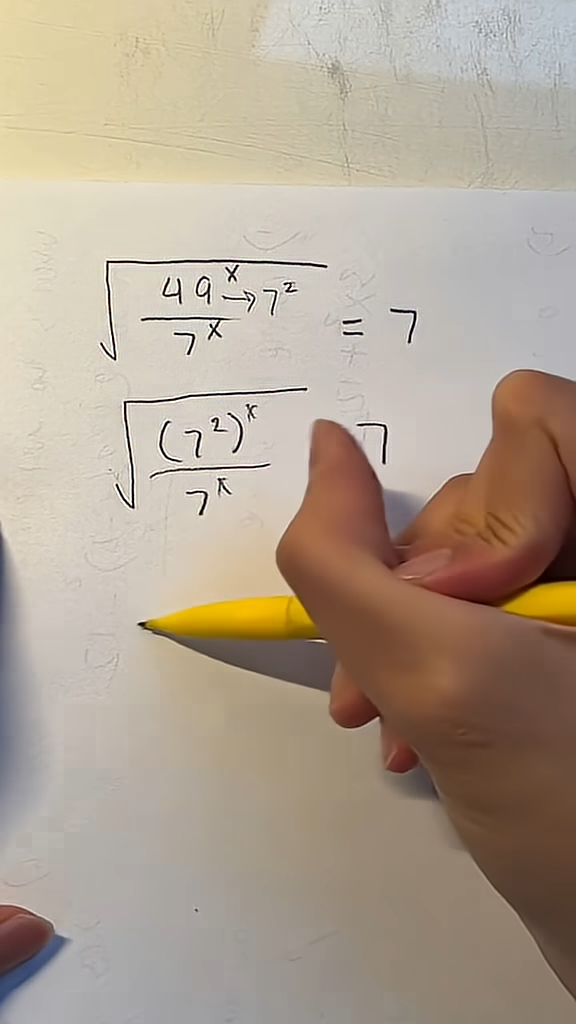 √(49^x→7² / 7^x) = 7
√((7²)^x / 7^x) 7